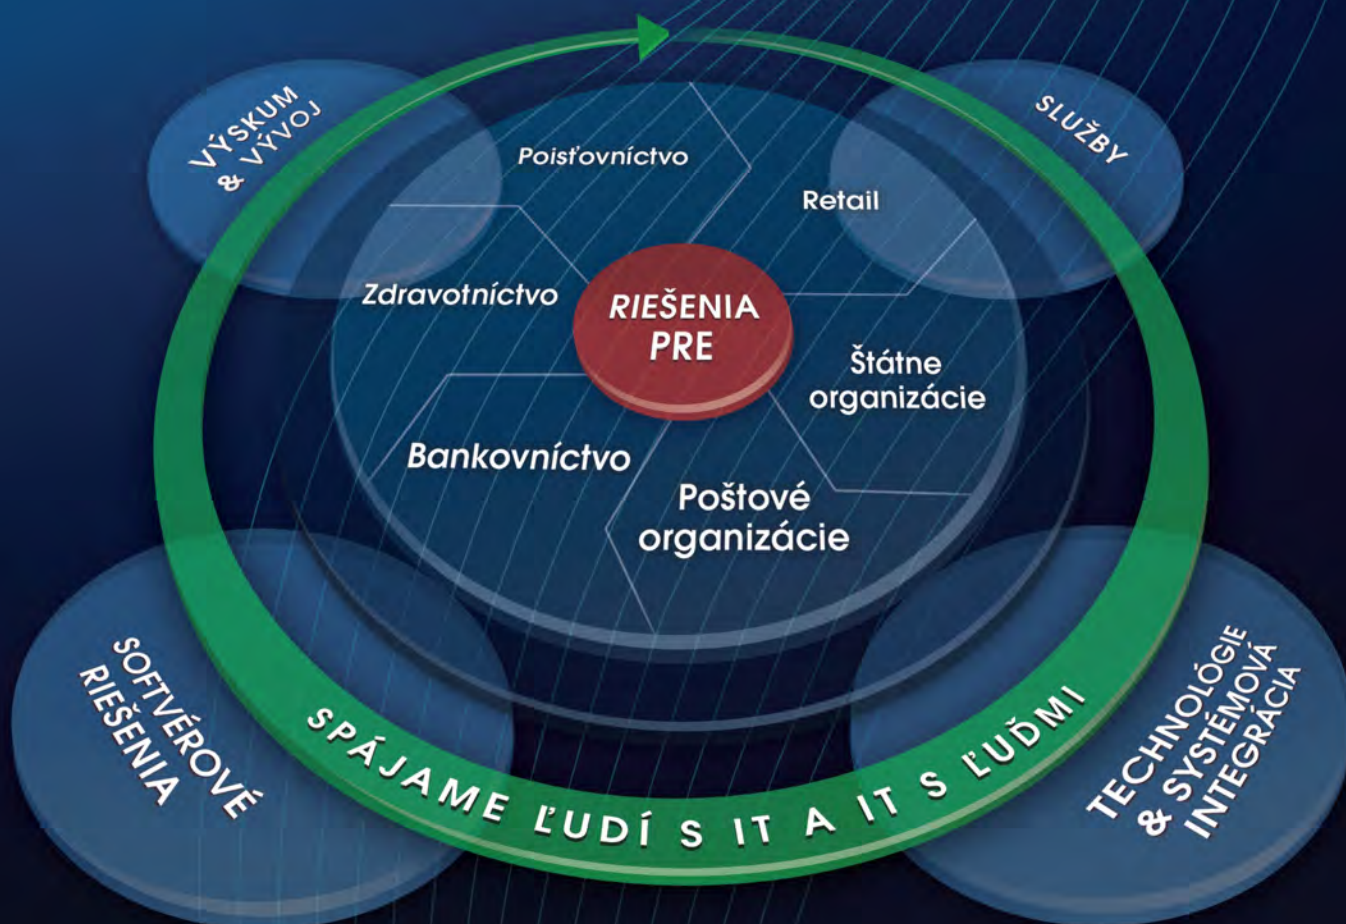 VÝSKUM
& VÝVOJ
SLUŽBY
Poisťovníctvo
Retail
Zdravotníctvo
RIEŠENIA
PRE
Štátne
organizácie
Bankovníctvo
Poštové
organizácie
SOFTVÉROVÉ
RIEŠENIA
TECHNOLÓGIE
& SYSTÉMOVÁ
INTEGRÁCIA
SPÁJAME ĽUDÍ S IT A IT S ĽUĎMI